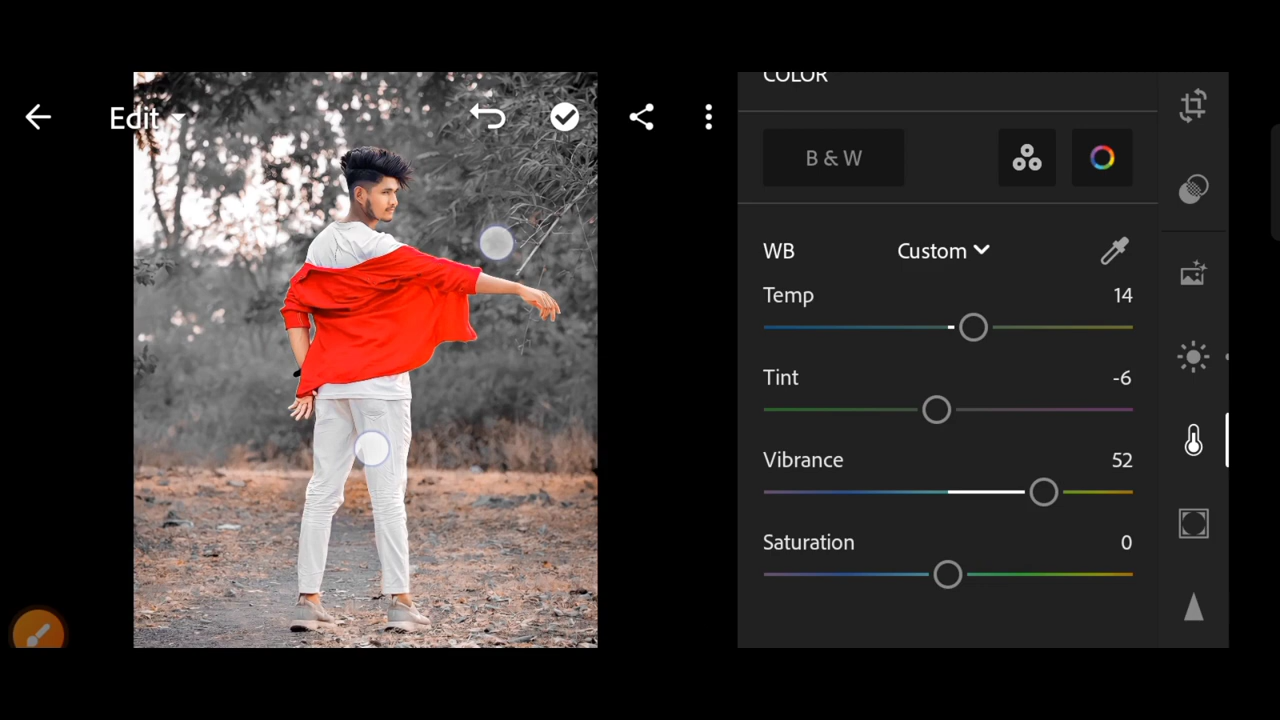 Edit
COLOR
B & W
WB Custom
Temp 14
Tint -6
Vibrance 52
Saturation 0